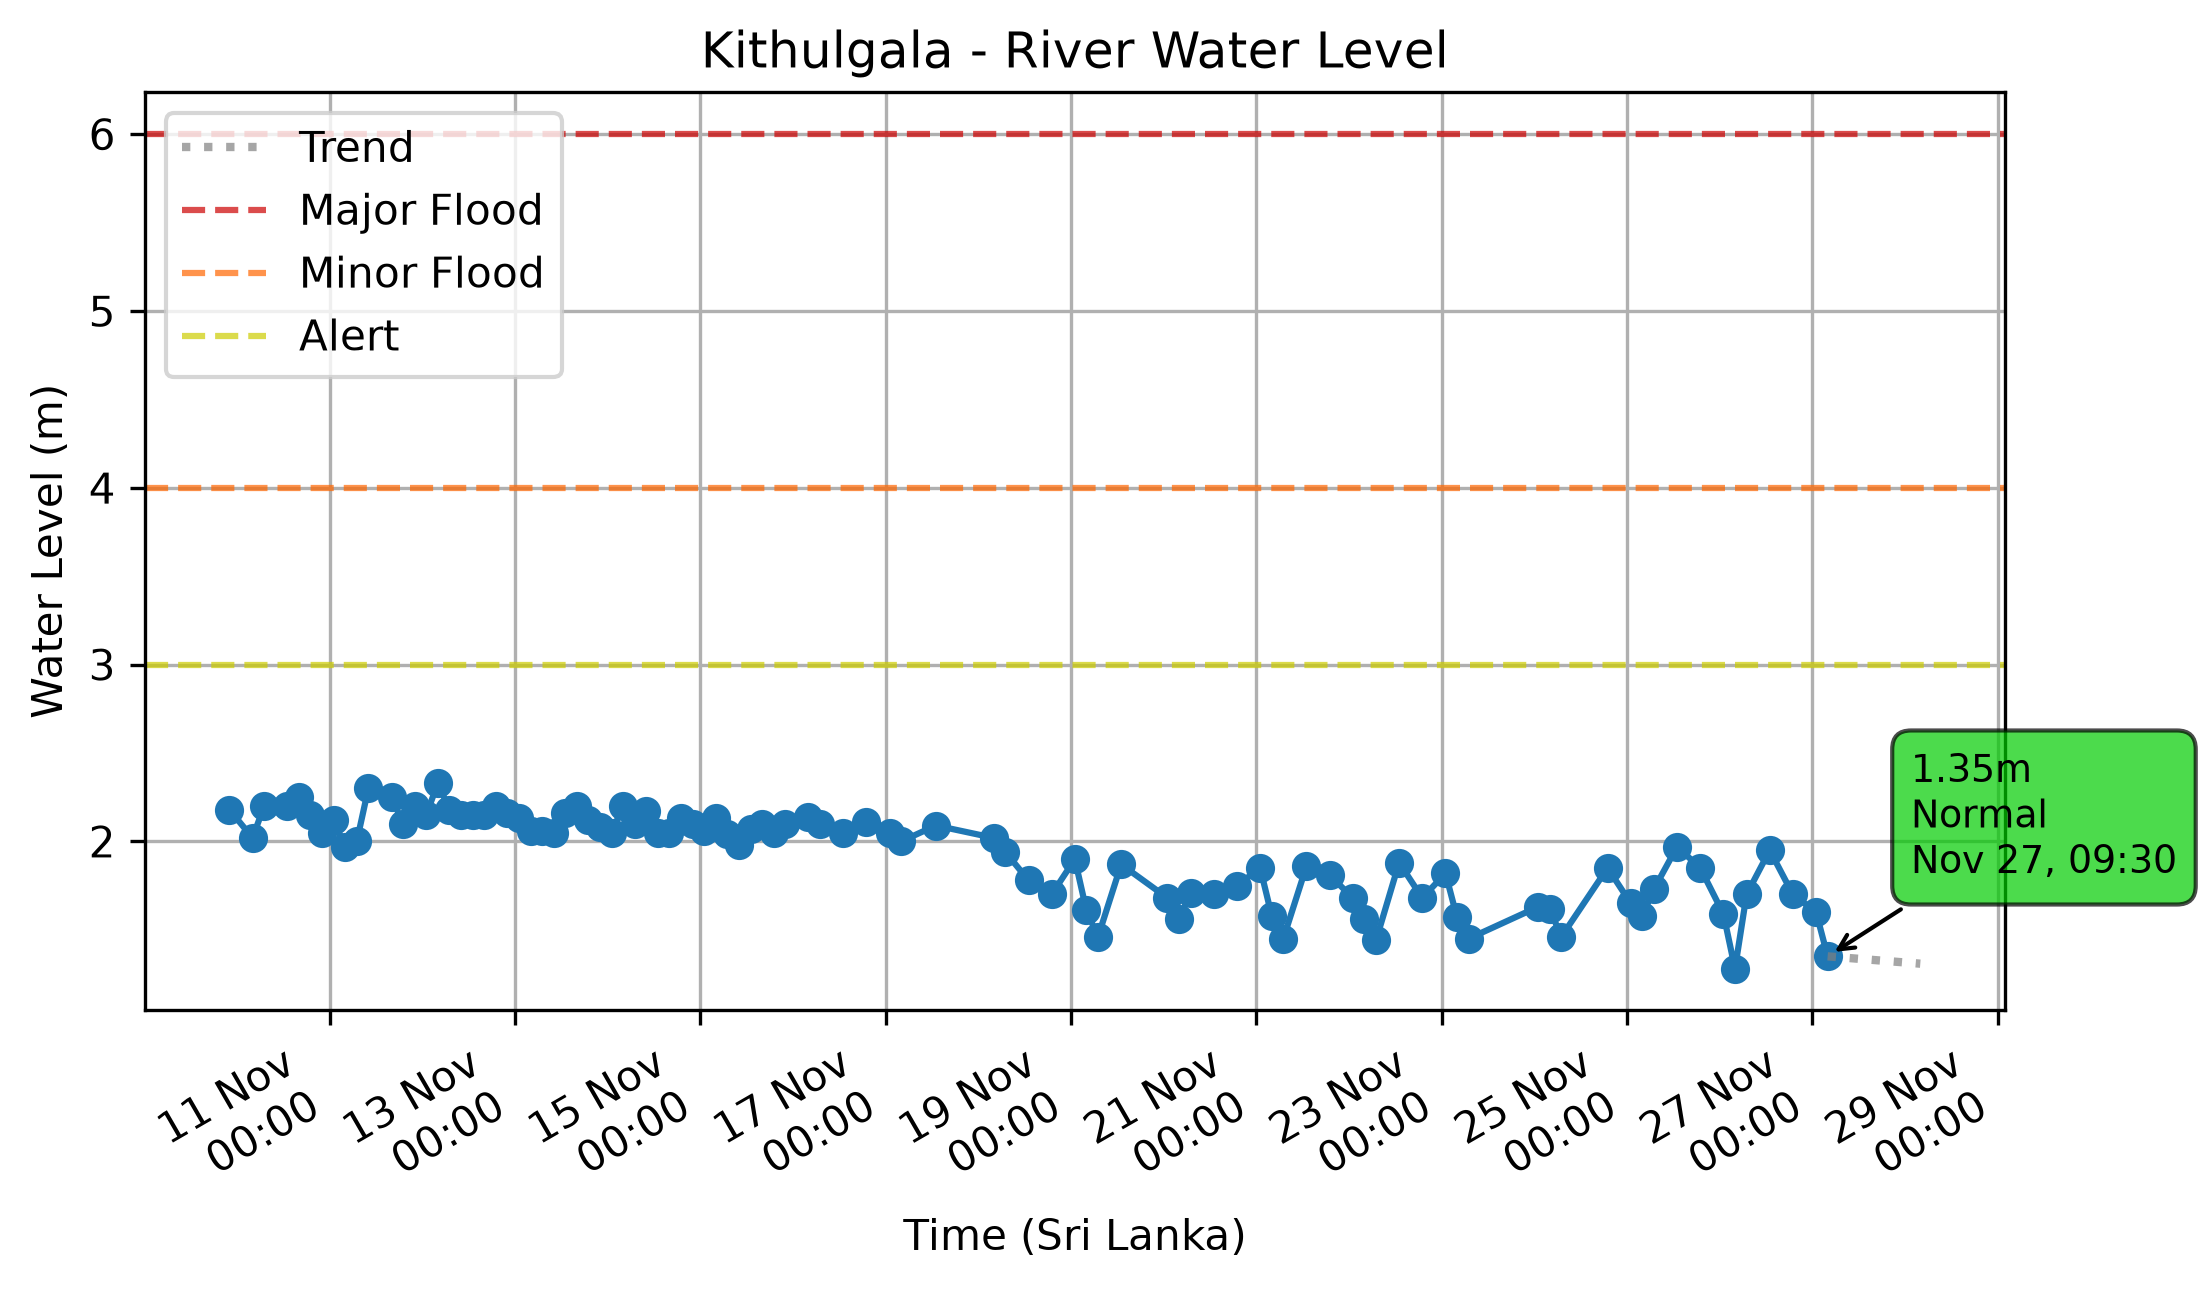 Kithulgala - River Water Level
6
5
4
3
2
Water Level (m)
Trend
Major Flood
Minor Flood
Alert
1.35m
Normal
Nov 27, 09:30
11 Nov
00:00
13 Nov
00:00
15 Nov
00:00
17 Nov
00:00
19 Nov
00:00
21 Nov
00:00
23 Nov
00:00
25 Nov
00:00
27 Nov
00:00
29 Nov
00:00
Time (Sri Lanka)